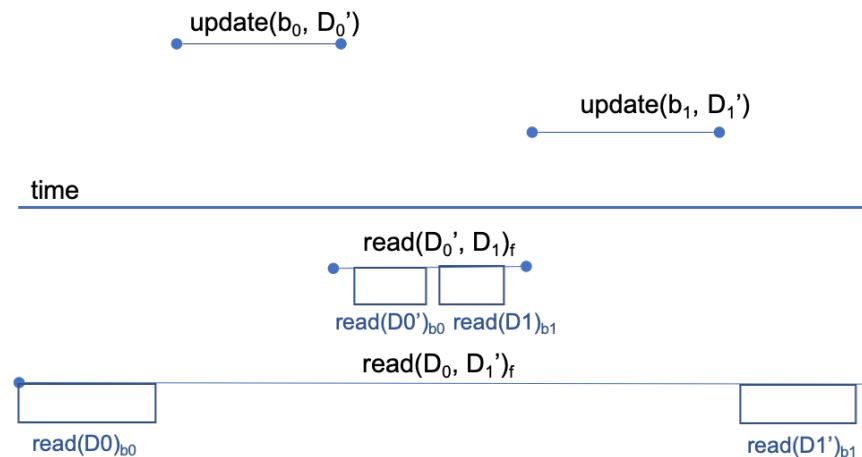 update(b₀, D₀’)
update(b₁, D₁’)
time
read(D₀’, D₁)f
read(D0’)b0 read(D1)b1
read(D₀, D₁’)f
read(D0)b0 read(D1’)b1